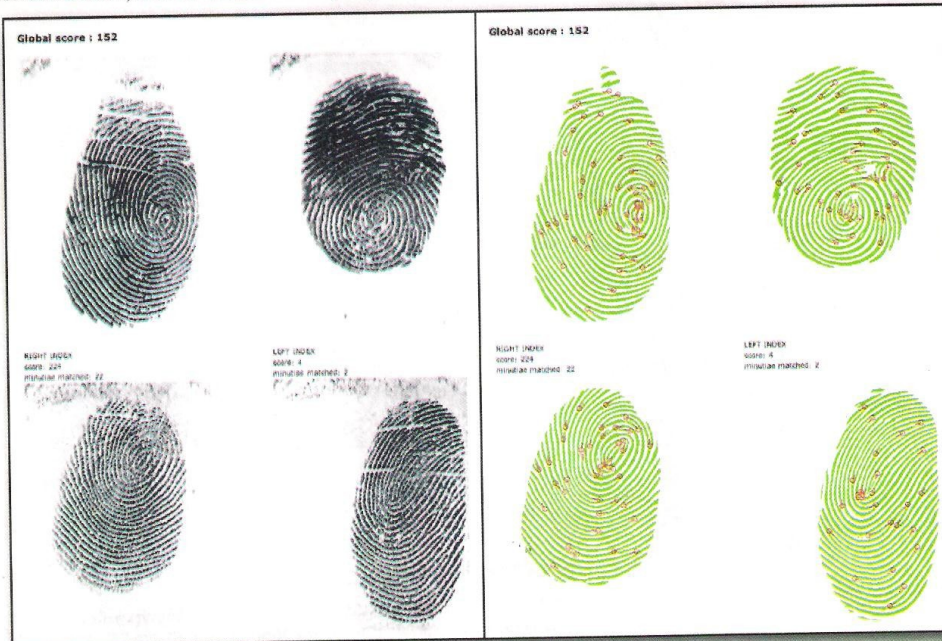 Global score : 152
RIGHT INDEX
score: 224
minutiae matched: 22
LEFT INDEX
score: 4
minutiae matched: 2
Global score : 152
RIGHT INDEX
score: 224
minutiae matched: 22
LEFT INDEX
score: 4
minutiae matched: 2